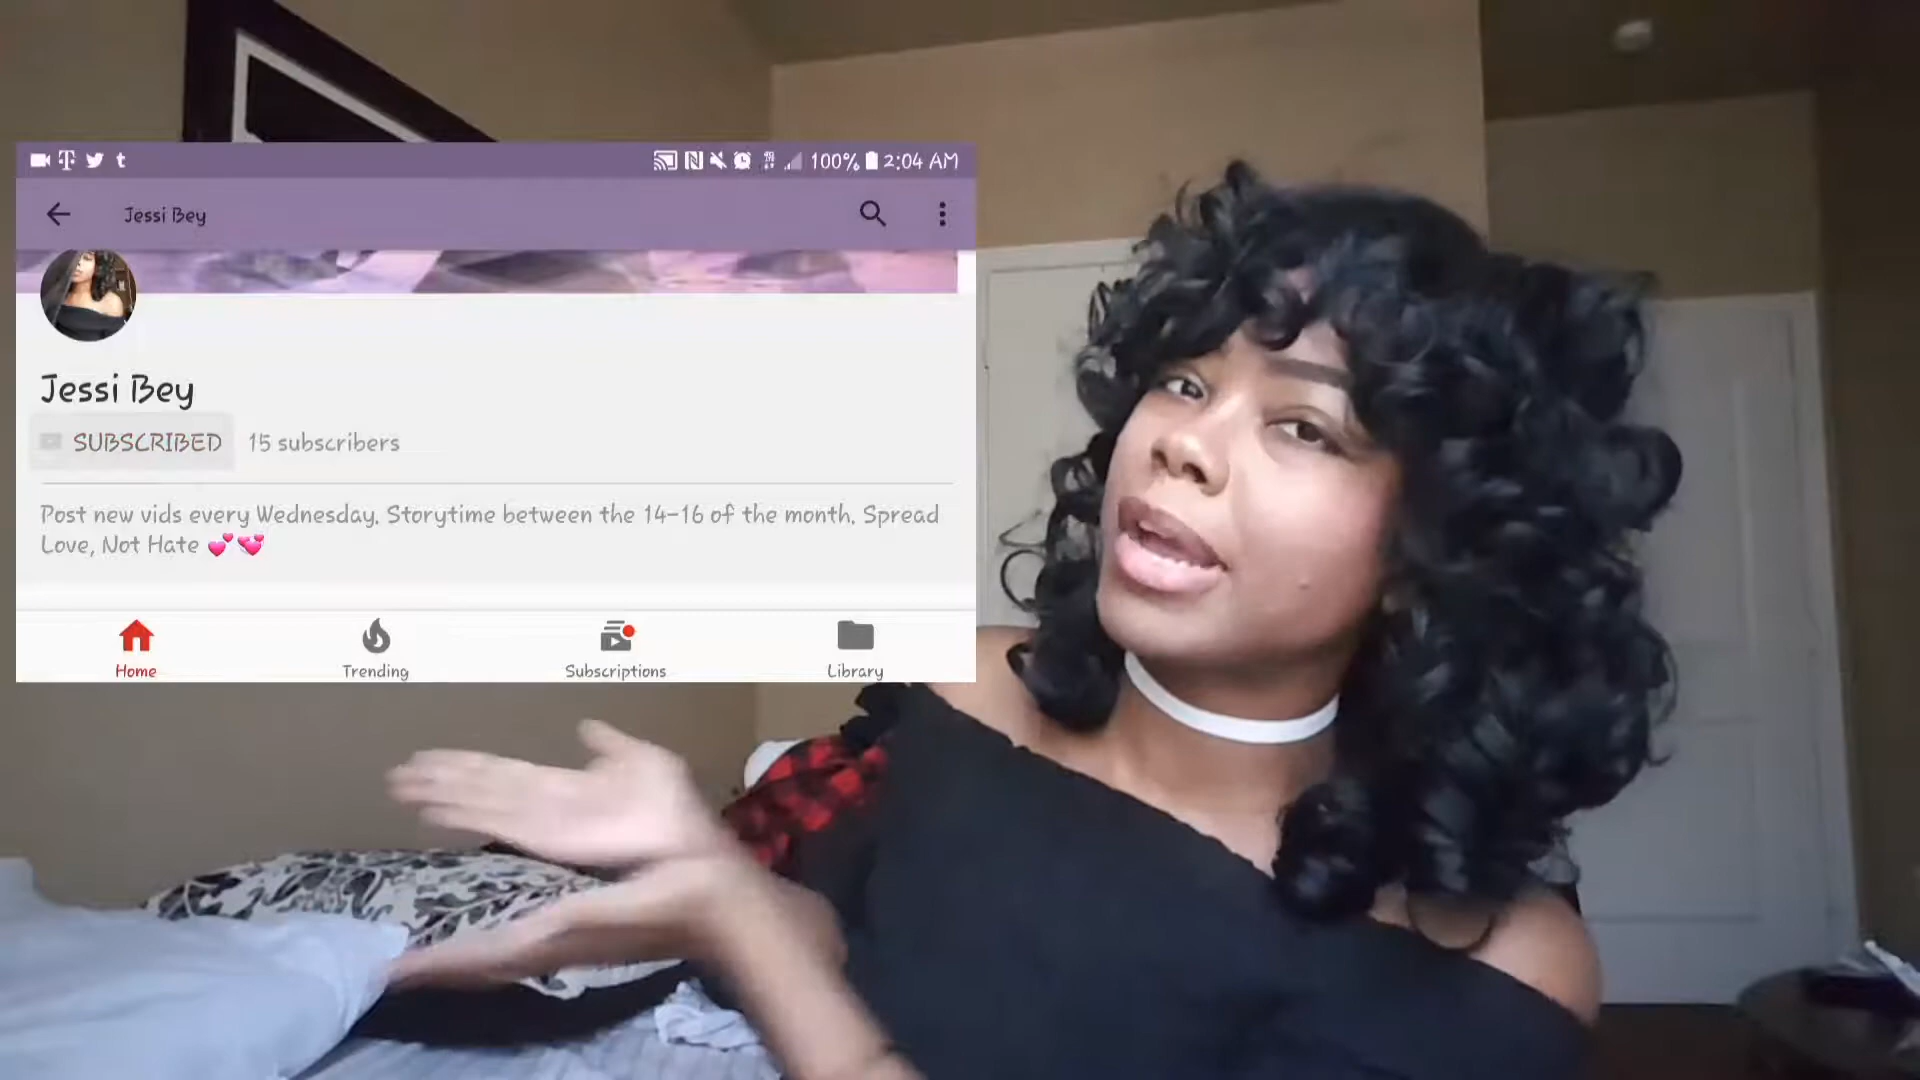 100% 2:04 AM
Jessi Bey
Jessi Bey
SUBSCRIBED 15 subscribers
Post new vids every Wednesday. Storytime between the 14-16 of the month. Spread
Love, Not Hate 💕💞
Home Trending Subscriptions Library